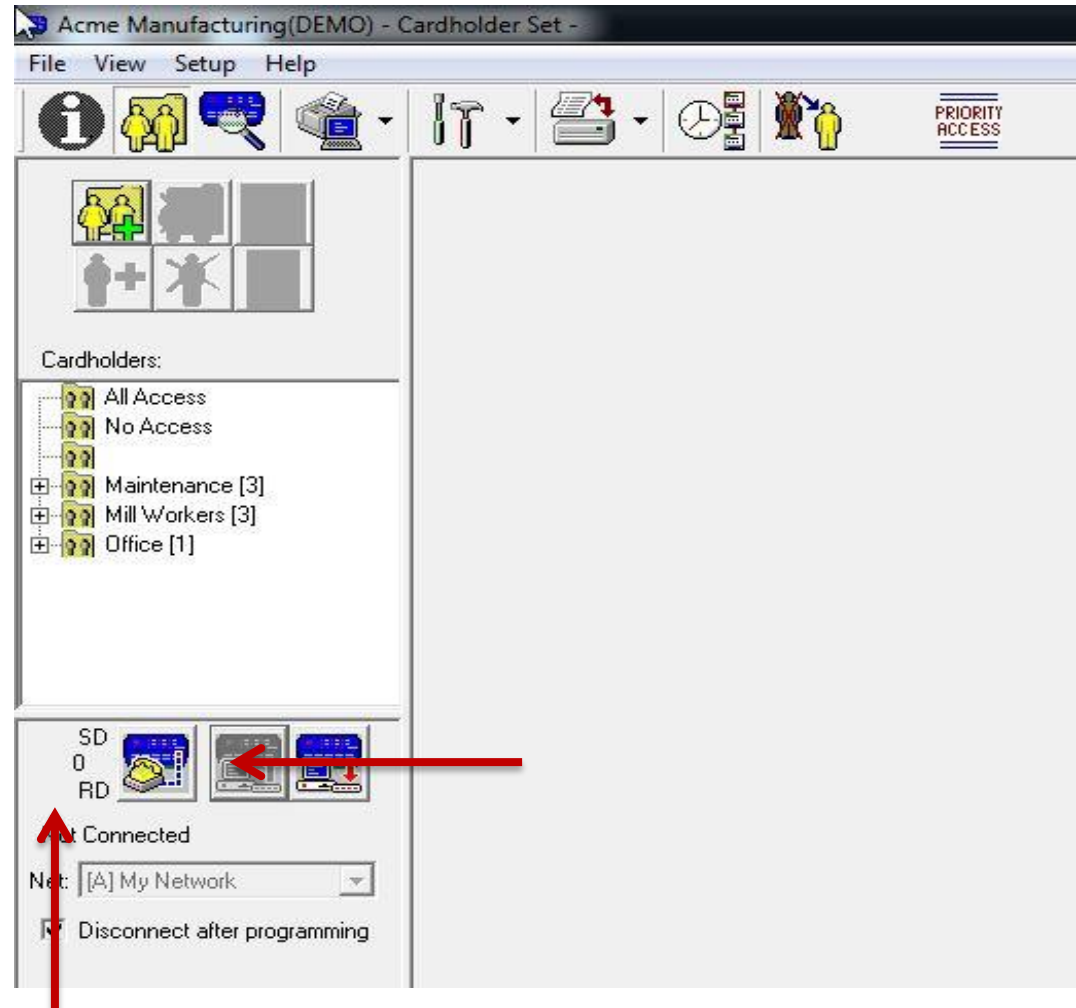 Acme Manufacturing(DEMO) - Cardholder Set -
File View Setup Help
PRIORITY
ACCESS
Cardholders:
All Access
No Access
Maintenance [3]
Mill Workers [3]
Office [1]
SD
0
RD
Connected
Net: [A] My Network
Disconnect after programming